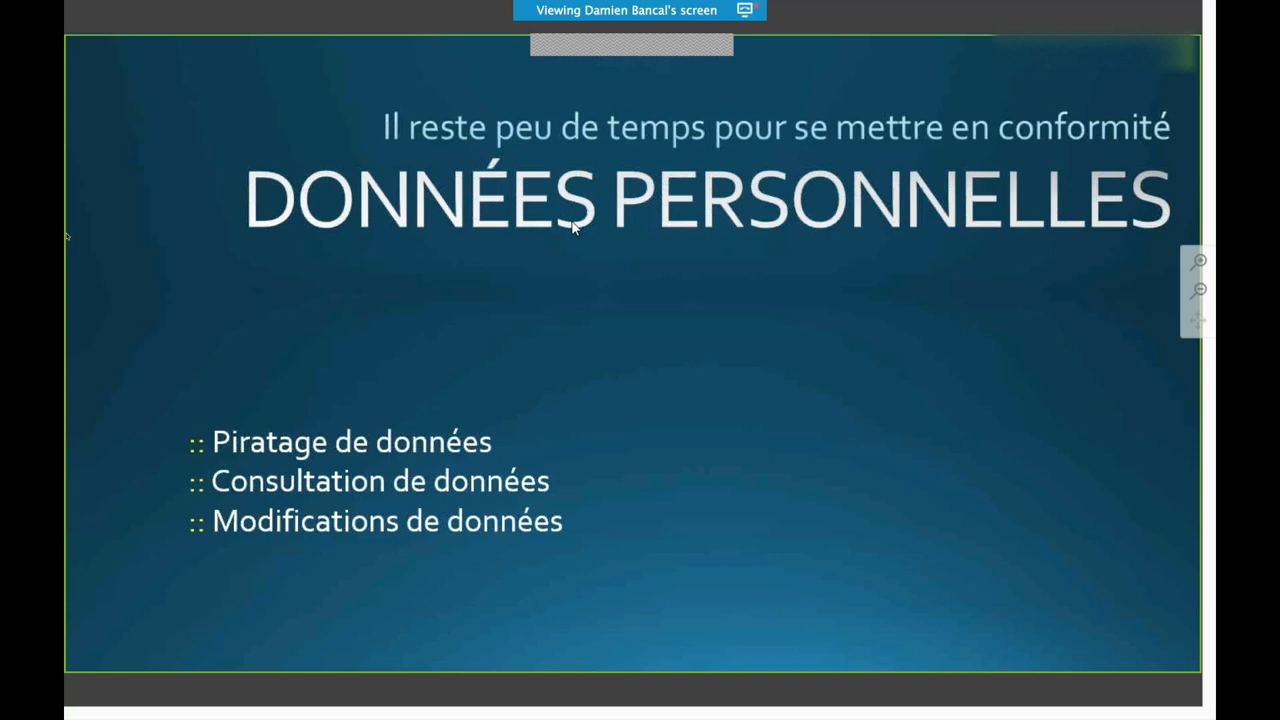 Viewing Damien Bancal's screen
Il reste peu de temps pour se mettre en conformité
DONNÉES PERSONNELLES
:: Piratage de données
:: Consultation de données
:: Modifications de données